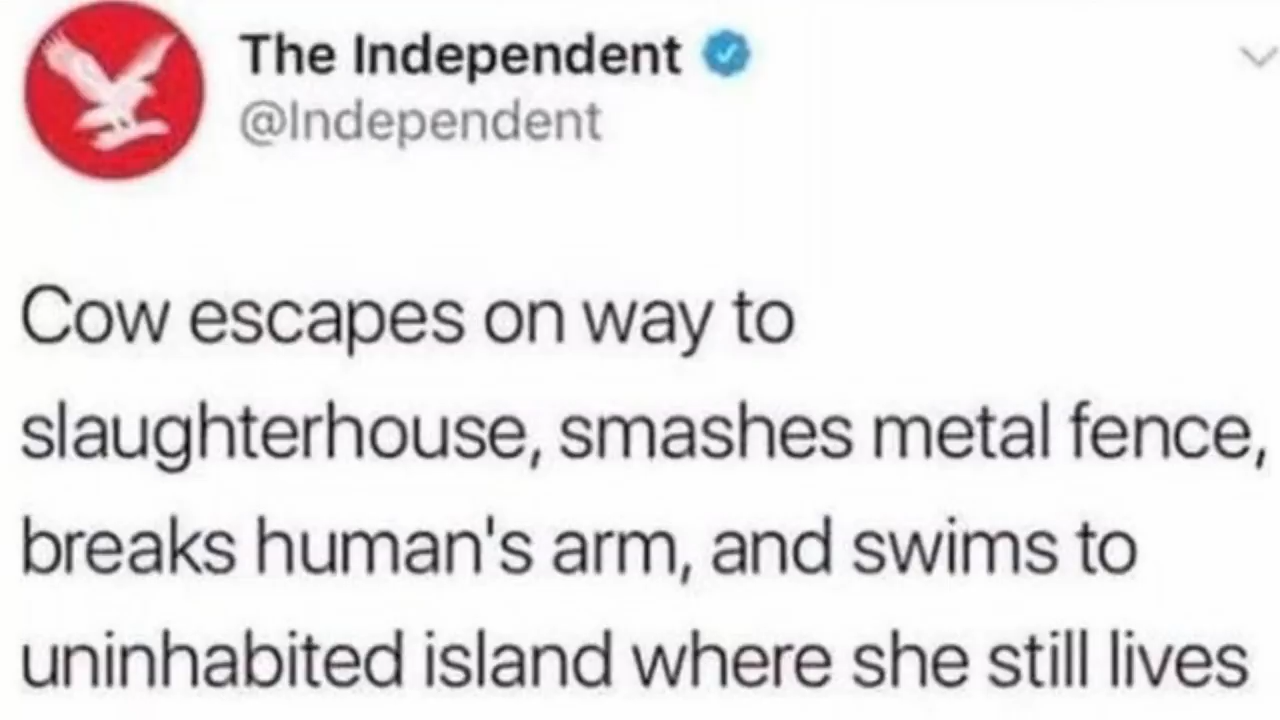 The Independent
@Independent
Cow escapes on way to
slaughterhouse, smashes metal fence,
breaks human's arm, and swims to
uninhabited island where she still lives